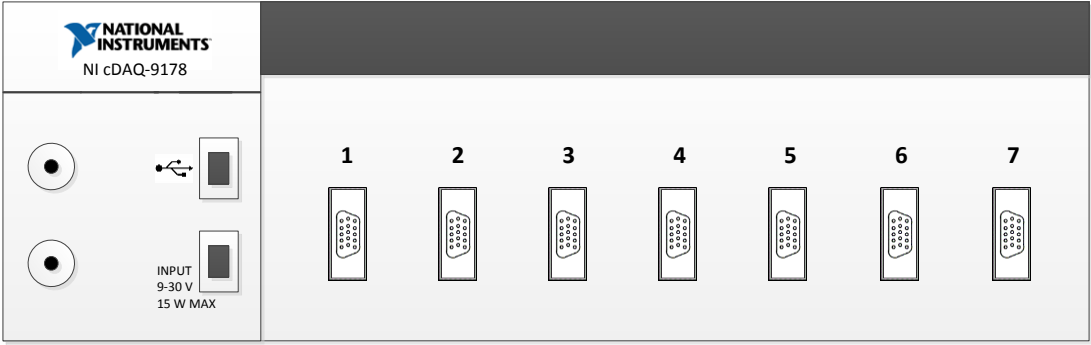 NATIONAL
INSTRUMENTS
NI cDAQ-9178
1 2 3 4 5 6 7
INPUT
9-30 V
15 W MAX